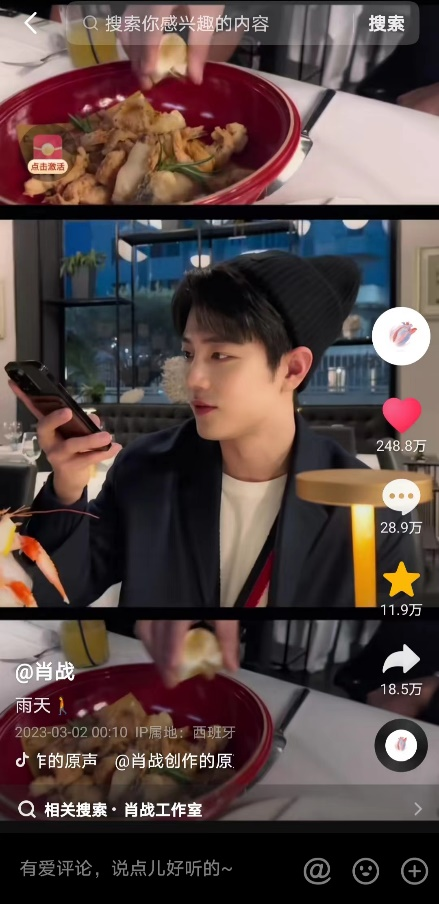 搜索你感兴趣的内容 搜索
点击激活
248.8万
28.9万
11.9万
18.5万
@肖战
雨天
2023-03-02 00:10 IP属地：西班牙
作的原声 @肖战创作的原
相关搜索· 肖战工作室
有爱评论，说点儿好听的~